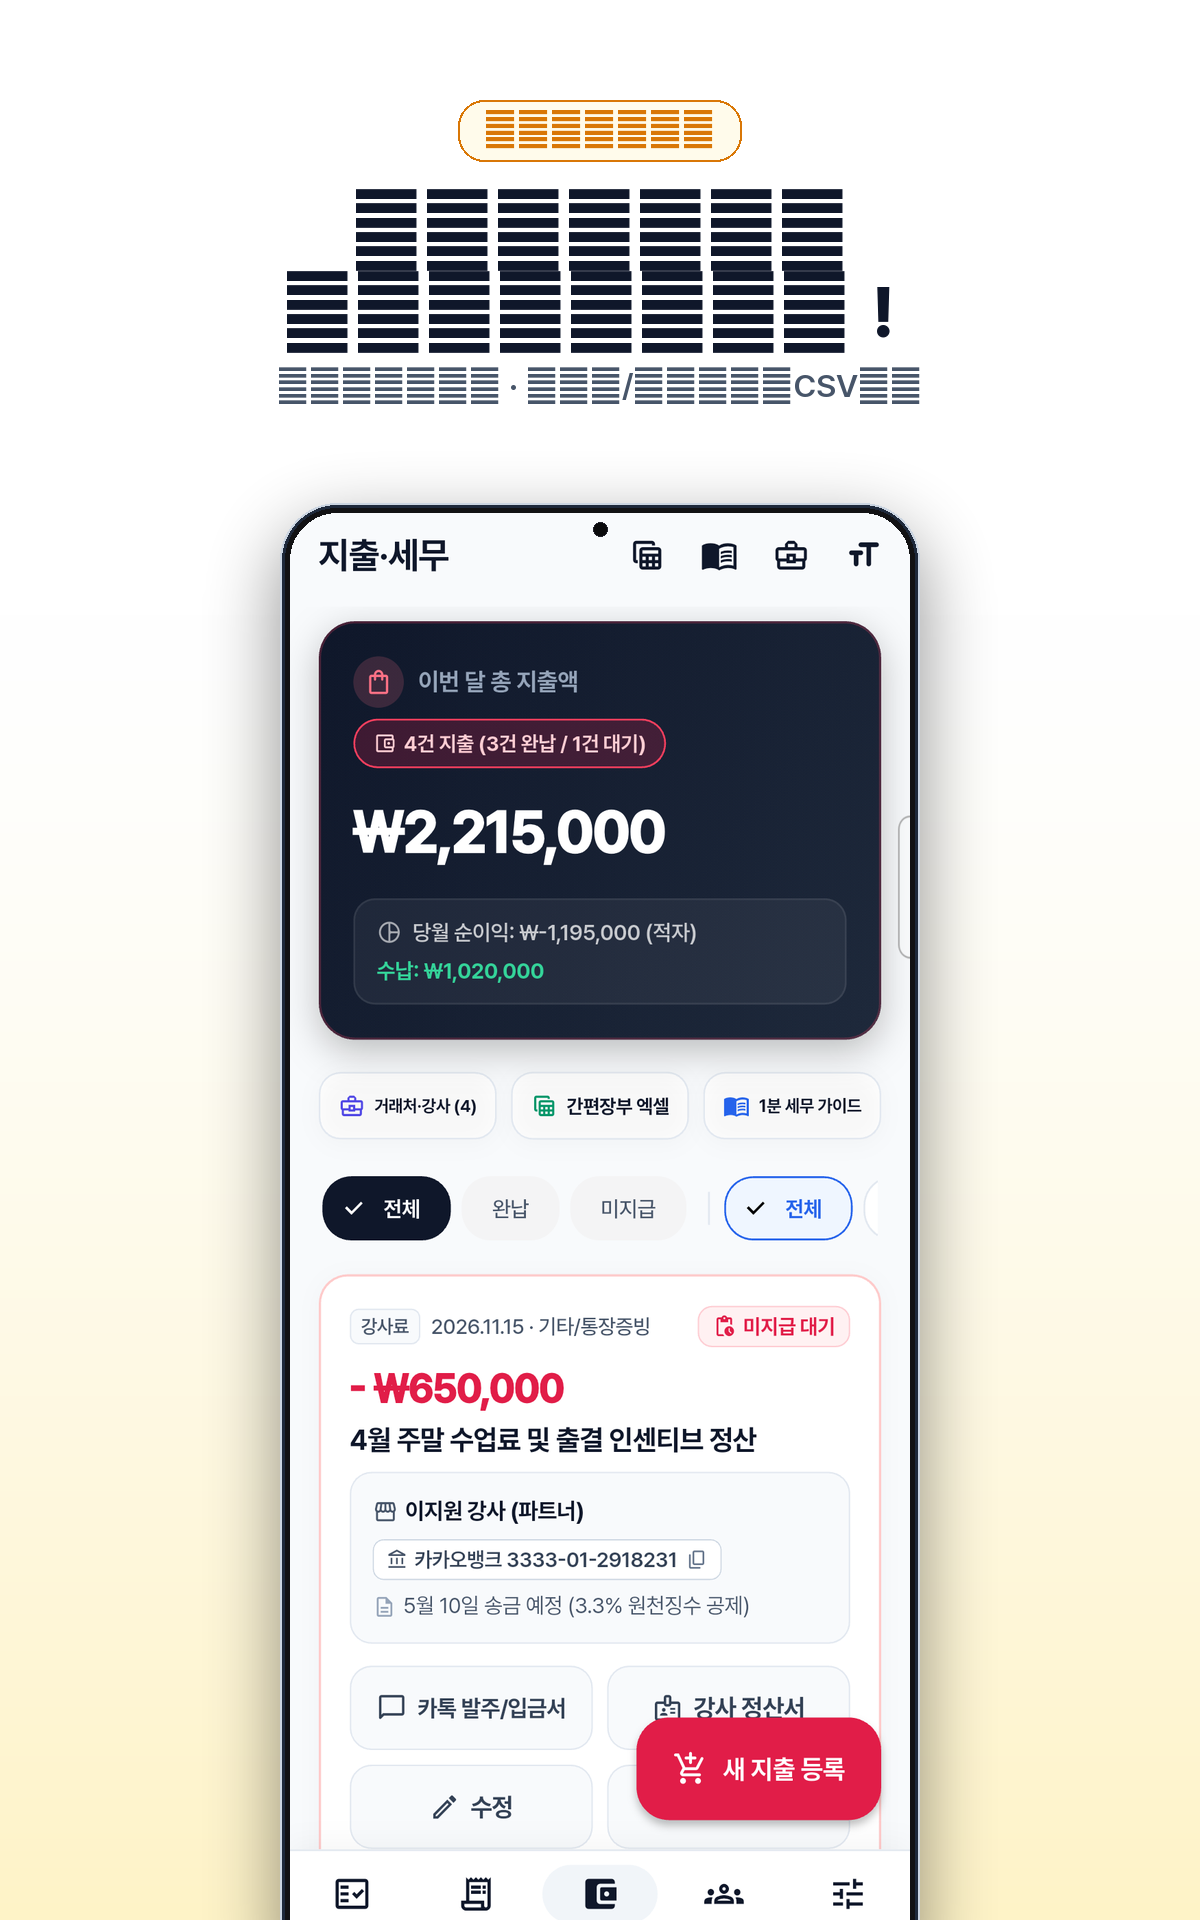 !
· / CSV
지출·세무
이번 달 총 지출액
4건 지출 (3건 완납 / 1건 대기)
₩2,215,000
당월 순이익: ₩-1,195,000 (적자)
수납: ₩1,020,000
거래처·강사 (4)
간편장부 엑셀
1분 세무 가이드
전체
완납
미지급
전체
강사료
2026.11.15 · 기타/통장증빙
미지급 대기
- ₩650,000
4월 주말 수업료 및 출결 인센티브 정산
이지원 강사 (파트너)
카카오뱅크 3333-01-2918231
5월 10일 송금 예정 (3.3% 원천징수 공제)
카톡 발주/입금서
강사 정산서
새 지출 등록
수정